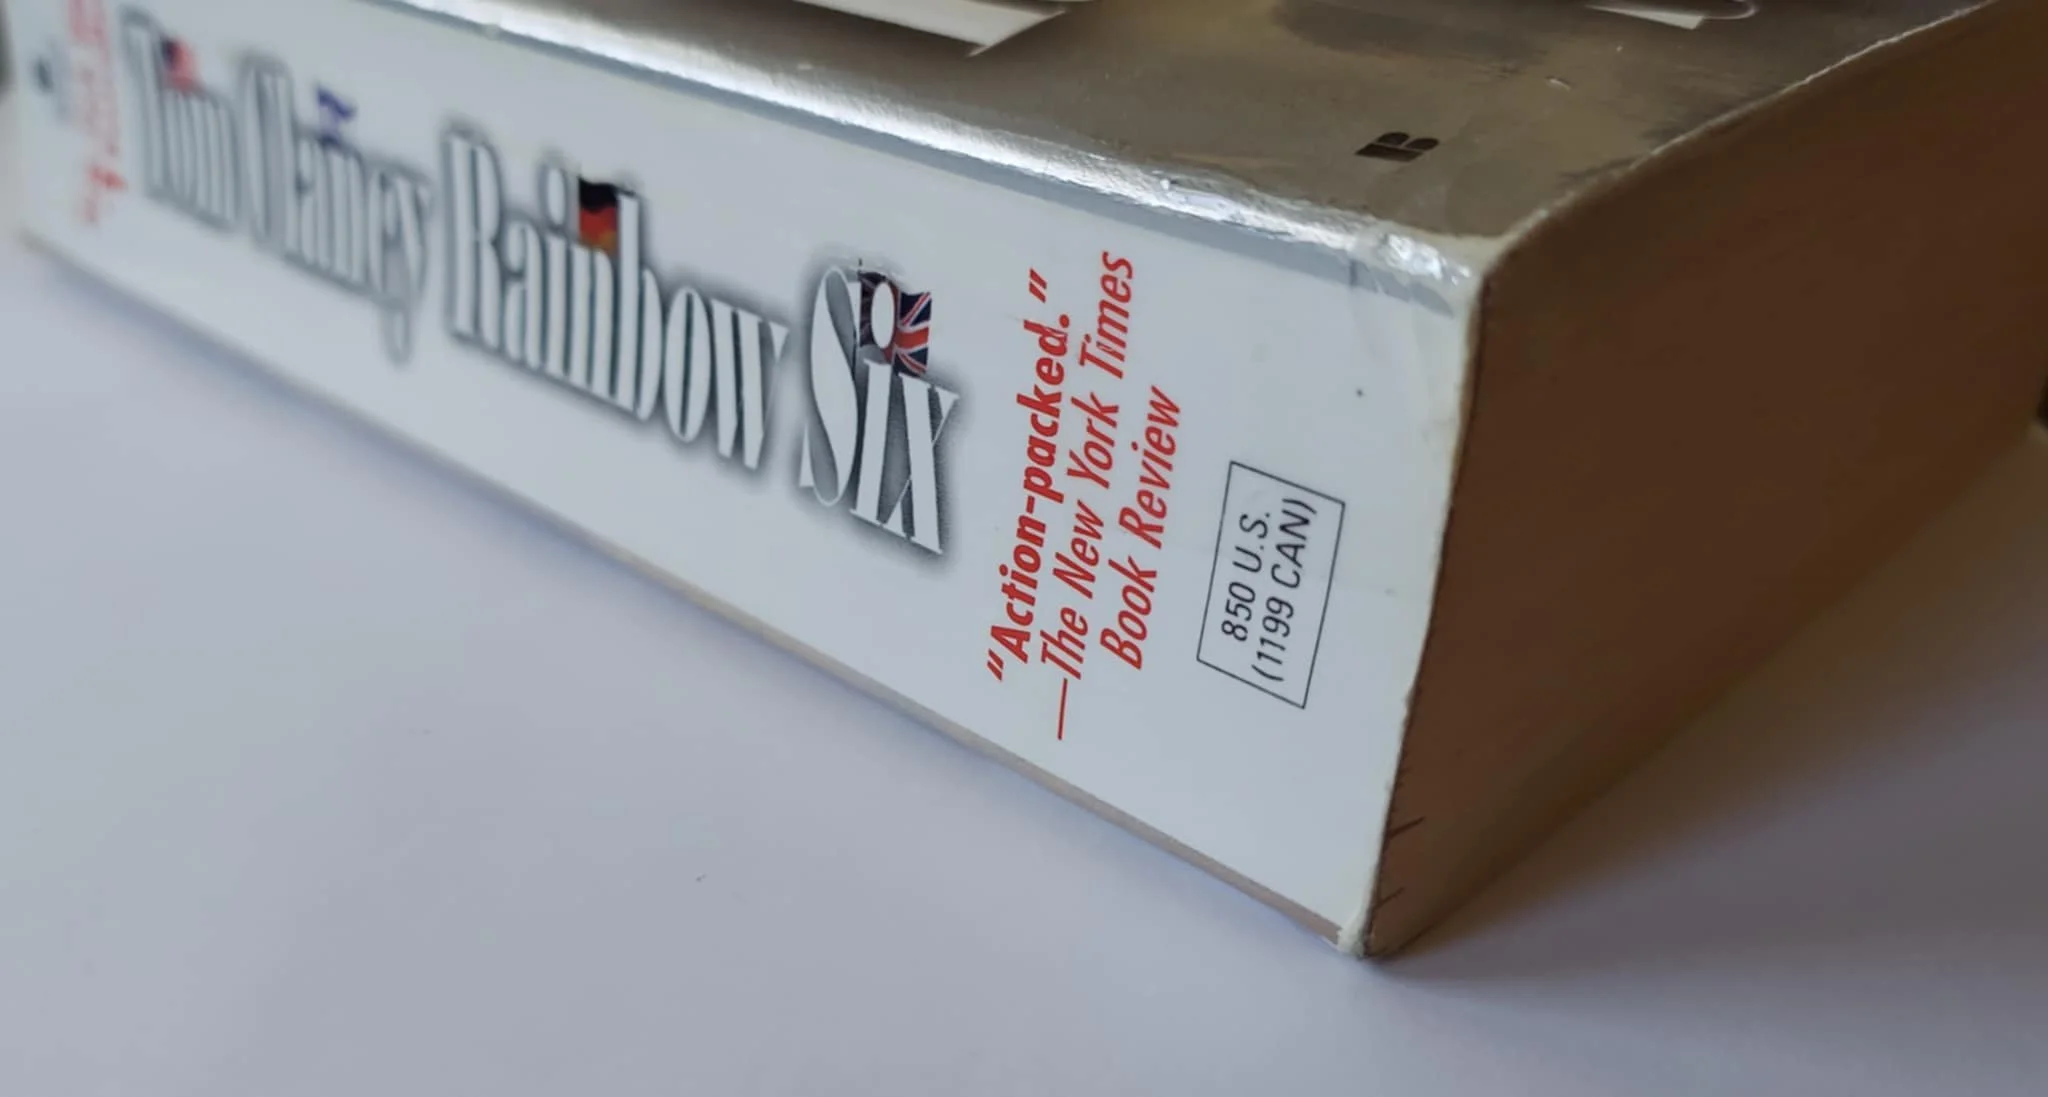 Tom Clancy Rainbow Six
"Action-packed."
—The New York Times
Book Review
850 U.S.
(1199 CAN)
B